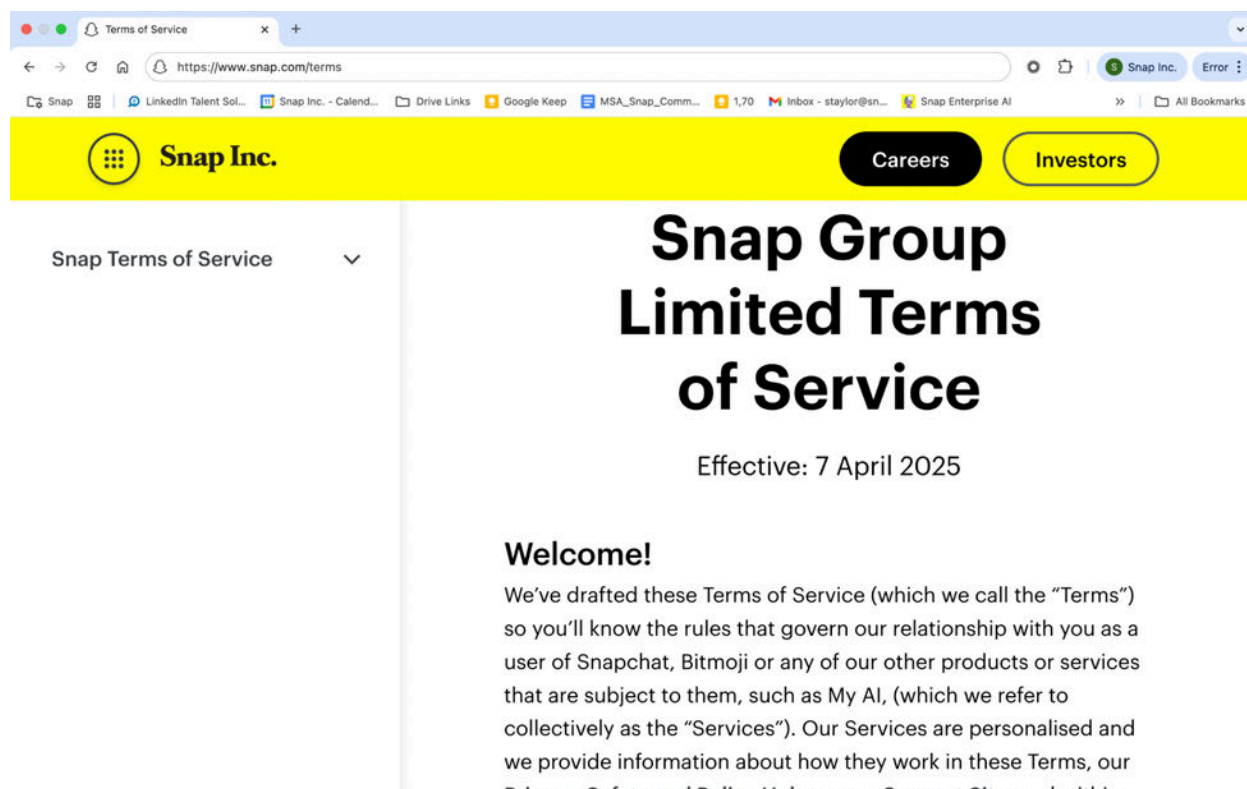 Terms of Service
https://www.snap.com/terms
Snap Inc.
Error
Snap
LinkedIn Talent Sol...
Snap Inc. - Calend...
Drive Links
Google Keep
MSA_Snap_Comm...
1,70
Inbox - staylor@sn...
Snap Enterprise AI
All Bookmarks
Snap Inc.
Careers
Investors
Snap Terms of Service
Snap Group
Limited Terms
of Service
Effective: 7 April 2025
Welcome!
We’ve drafted these Terms of Service (which we call the “Terms”)
so you’ll know the rules that govern our relationship with you as a
user of Snapchat, Bitmoji or any of our other products or services
that are subject to them, such as My AI, (which we refer to
collectively as the “Services”). Our Services are personalised and
we provide information about how they work in these Terms, our